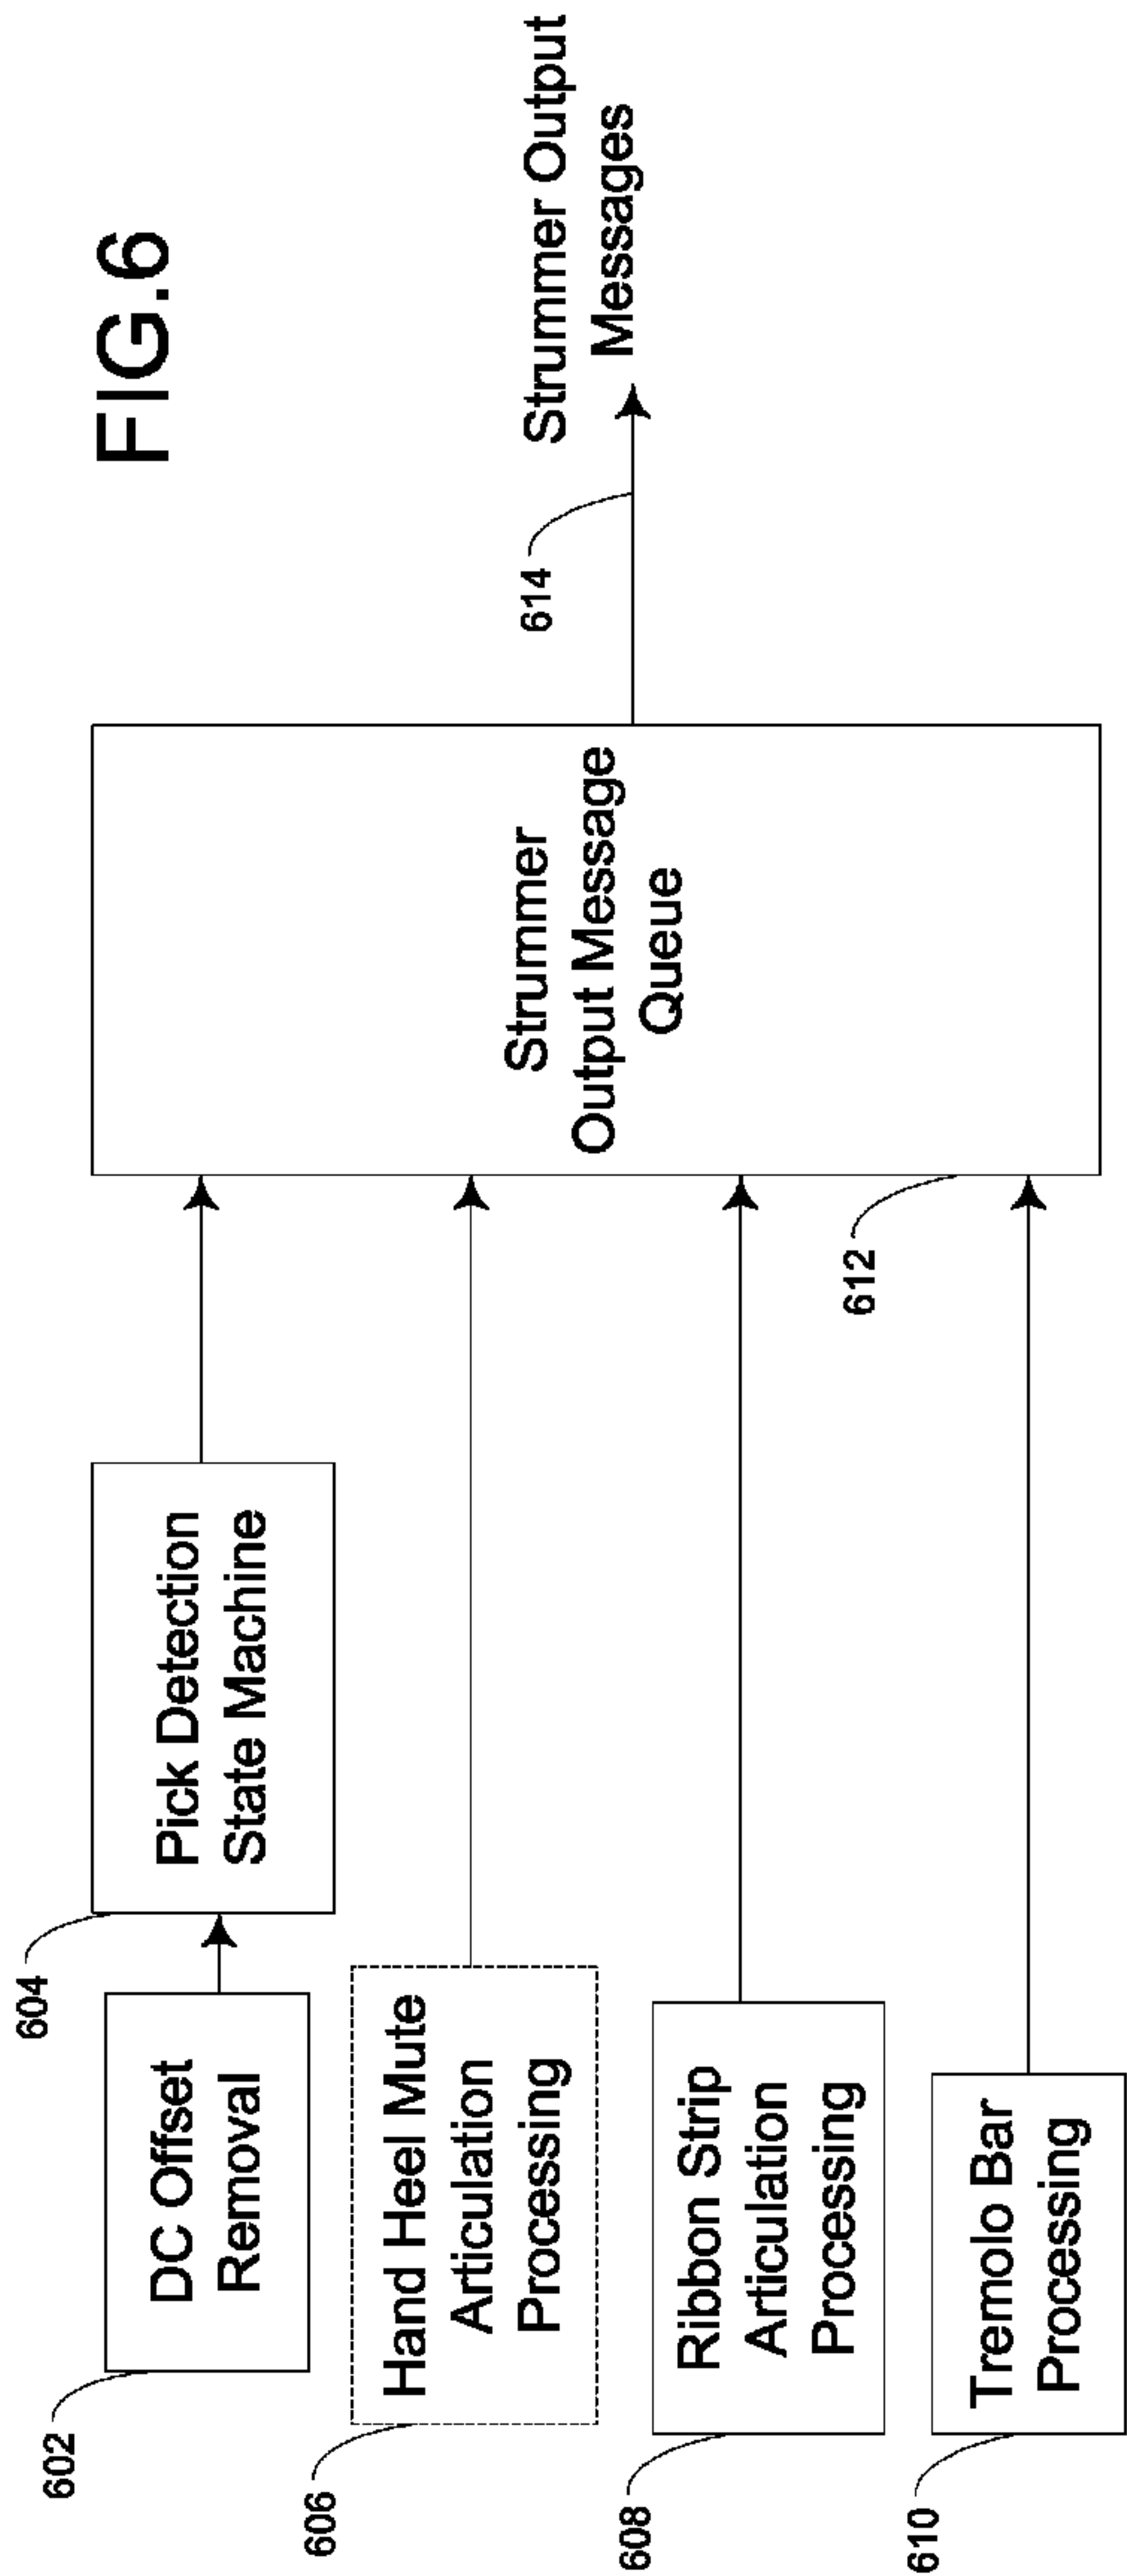 FIG.6
602
DC Offset
Removal
604
Pick Detection
State Machine
606
Hand Heel Mute
Articulation
Processing
608
Ribbon Strip
Articulation
Processing
610
Tremolo Bar
Processing
612
Strummer
Output Message
Queue
614
Strummer Output
Messages